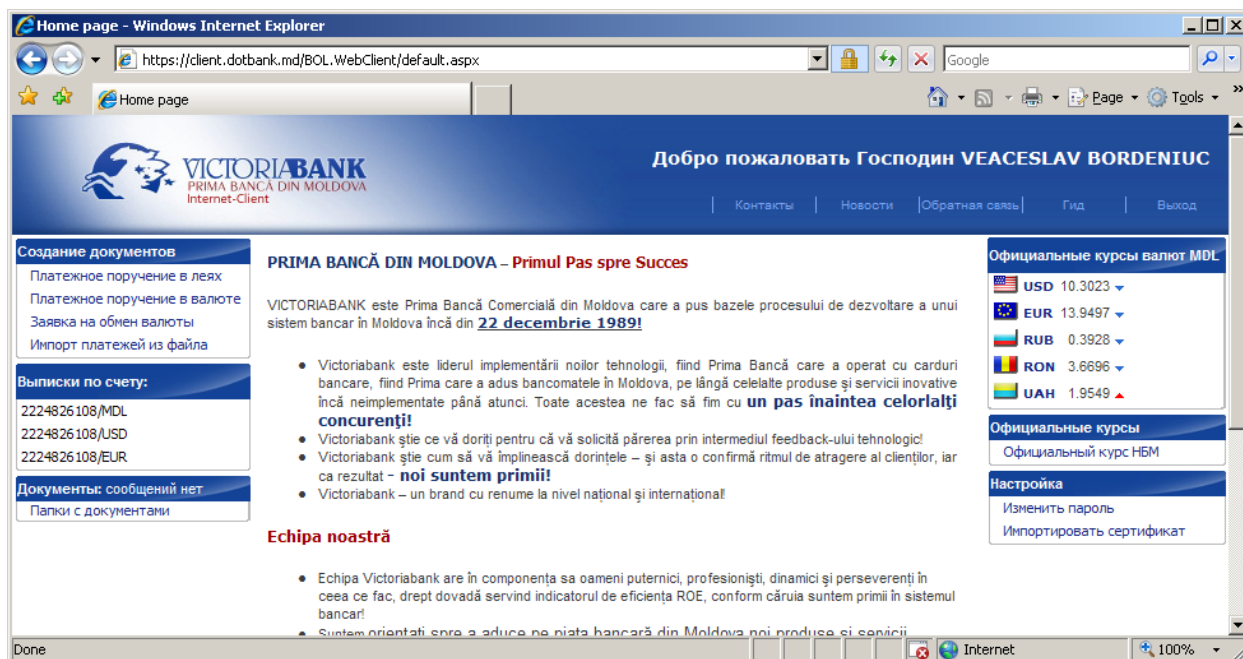 Home page - Windows Internet Explorer
https://client.dotbank.md/BOL.WebClient/default.aspx
Google
Home page
Page
Tools
VICTORIABANK
PRIMA BANCĂ DIN MOLDOVA
Internet-Client
Добро пожаловать Господин VEACESLAV BORDENIUC
Контакты
Новости
Обратная связь
Гид
Выход
Создание документов
Платежное поручение в леях
Платежное поручение в валюте
Заявка на обмен валюты
Импорт платежей из файла
Выписки по счету:
2224826108/MDL
2224826108/USD
2224826108/EUR
Документы: сообщений нет
Папки с документами
PRIMA BANCĂ DIN MOLDOVA – Primul Pas spre Succes
VICTORIABANK este Prima Bancă Comercială din Moldova care a pus bazele procesului de dezvoltare a unui
sistem bancar în Moldova încă din 22 decembrie 1989!
● Victoriabank este liderul implementării noilor tehnologii, fiind Prima Bancă care a operat cu carduri
bancare, fiind Prima care a adus bancomatele în Moldova, pe lângă celelalte produse şi servicii inovative
încă neimplementate până atunci. Toate acestea ne fac să fim cu un pas înaintea celorlalţi
concurenţi!
● Victoriabank ştie ce vă doriţi pentru că vă solicită părerea prin intermediul feedback-ului tehnologic!
● Victoriabank ştie cum să vă împlinească dorinţele – şi asta o confirmă ritmul de atragere al clienţilor, iar
ca rezultat – noi suntem primii!
● Victoriabank – un brand cu renume la nivel naţional şi internaţional!
Echipa noastră
● Echipa Victoriabank are în componenţa sa oameni puternici, profesionişti, dinamici şi perseverenţi în
ceea ce fac, drept dovadă servind indicatorul de eficienţa ROE, conform căruia suntem primii în sistemul
bancar!
● Suntem orientaţi spre a aduce pe piaţa bancară din Moldova noi produse şi servicii
Официальные курсы валют MDL
USD 10.3023
EUR 13.9497
RUB 0.3928
RON 3.6696
UAH 1.9549
Официальные курсы
Официальный курс НБМ
Настройка
Изменить пароль
Импортировать сертификат
Done
Internet
100%